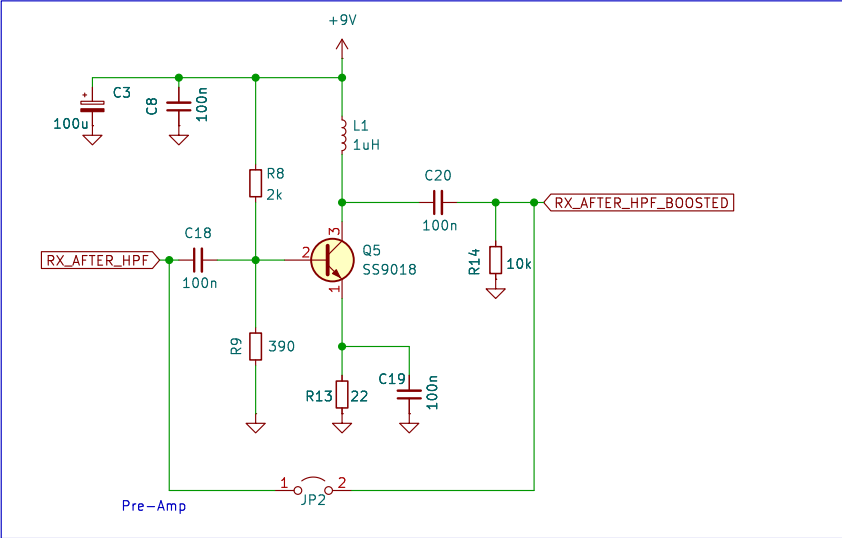 +9V
+
C3
100u
C8
100n
L1
1uH
R8
2k
C20
100n
RX_AFTER_HPF_BOOSTED
C18
100n
RX_AFTER_HPF
3
2
1
Q5
SS9018
R14
10k
R9
390
R13
22
C19
100n
1
2
JP2
Pre-Amp